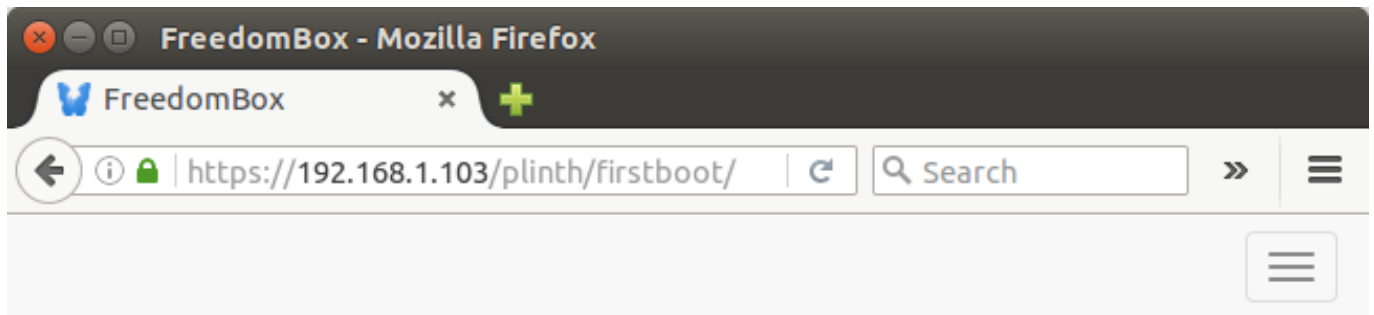 FreedomBox - Mozilla Firefox
FreedomBox
https://192.168.1.103/plinth/firstboot/
Search